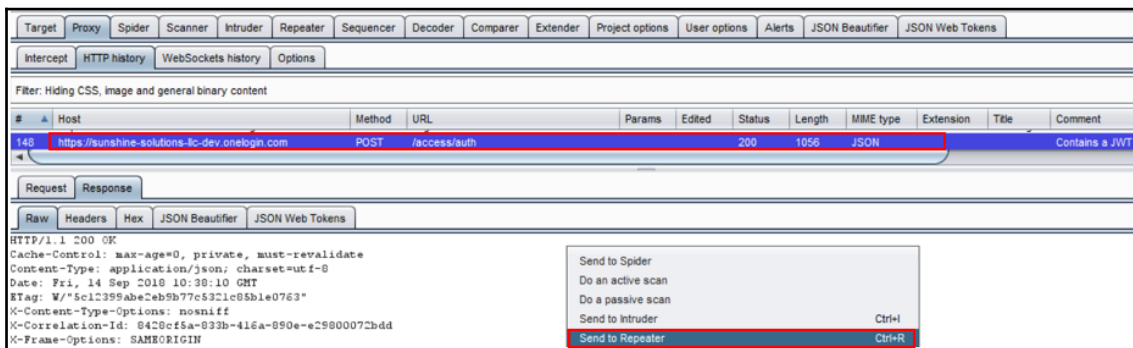 Target Proxy Spider Scanner Intruder Repeater Sequencer Decoder Comparer Extender Project options User options Alerts JSON Beautifier JSON Web Tokens
Intercept HTTP history WebSockets history Options
Filter: Hiding CSS, image and general binary content
# Host Method URL Params Edited Status Length MIME type Extension Title Comment
148 https://sunshine-solutions-llc-dev.onelogin.com POST /access/auth 200 1056 JSON Contains a JWT
Request Response
Raw Headers Hex JSON Beautifier JSON Web Tokens
HTTP/1.1 200 OK
Cache-Control: max-age=0, private, must-revalidate
Content-Type: application/json; charset=utf-8
Date: Fri, 14 Sep 2018 10:38:10 GMT
ETag: W/"5c12399abe2eb9b77c5321c85b1e0763"
X-Content-Type-Options: nosniff
X-Correlation-Id: 8428cf5a-833b-416a-890e-e29800072bdd
X-Frame-Options: SAMEORIGIN
Send to Spider
Do an active scan
Do a passive scan
Send to Intruder Ctrl+I
Send to Repeater Ctrl+R